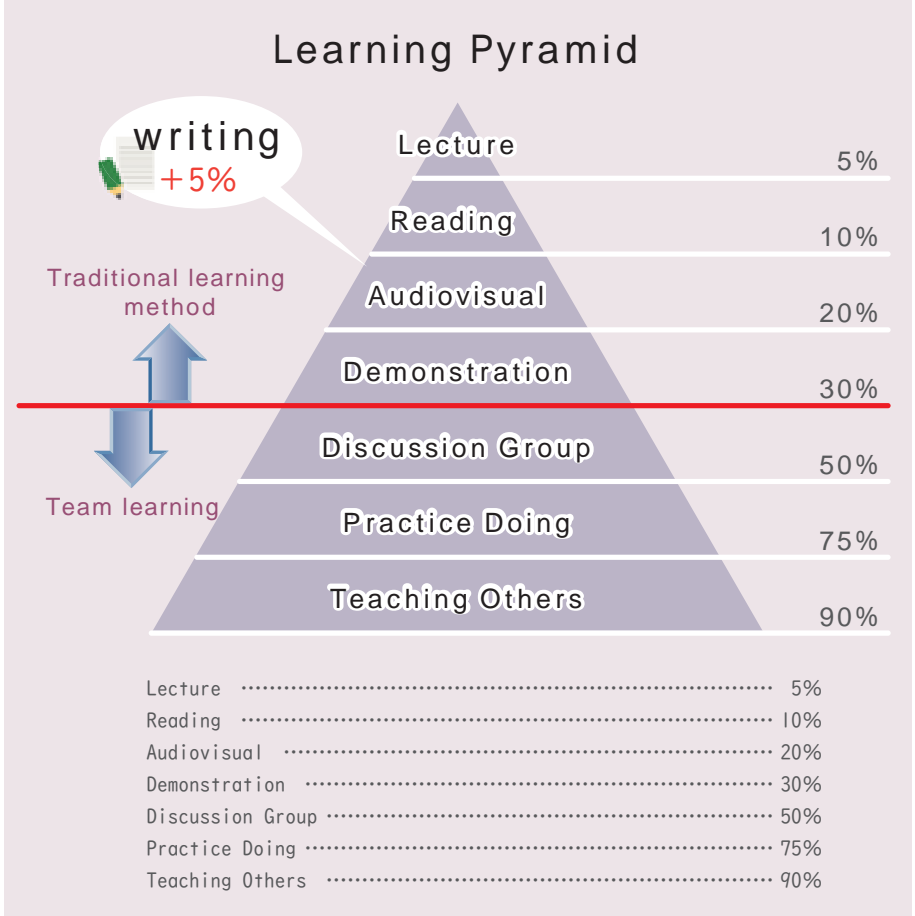 Learning Pyramid
writing
+5%
Lecture
5%
Reading
10%
Traditional learning
method
Audiovisual
20%
Demonstration
30%
Discussion Group
50%
Team learning
Practice Doing
75%
Teaching Others
90%
Lecture ………………………………………………………………… 5%
Reading ………………………………………………………………… 10%
Audiovisual …………………………………………………………… 20%
Demonstration ………………………………………………………… 30%
Discussion Group ……………………………………………………… 50%
Practice Doing ………………………………………………………… 75%
Teaching Others ……………………………………………………… 90%